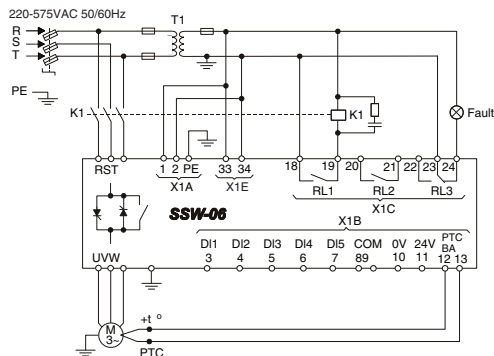 220-575VAC 50/60Hz
T1
R
S
T
PE
K1
K1
Fault
RST
1 2 PE
33 34
18 19 20 21 22 23 24
X1A
X1E
RL1 RL2 RL3
X1C
SSW-06
X1B
DI1 DI2 DI3 DI4 DI5 COM 0V 24V PTC
BA
3 4 5 6 7 89 10 11 12 13
UVW
M
3~
+t °
PTC